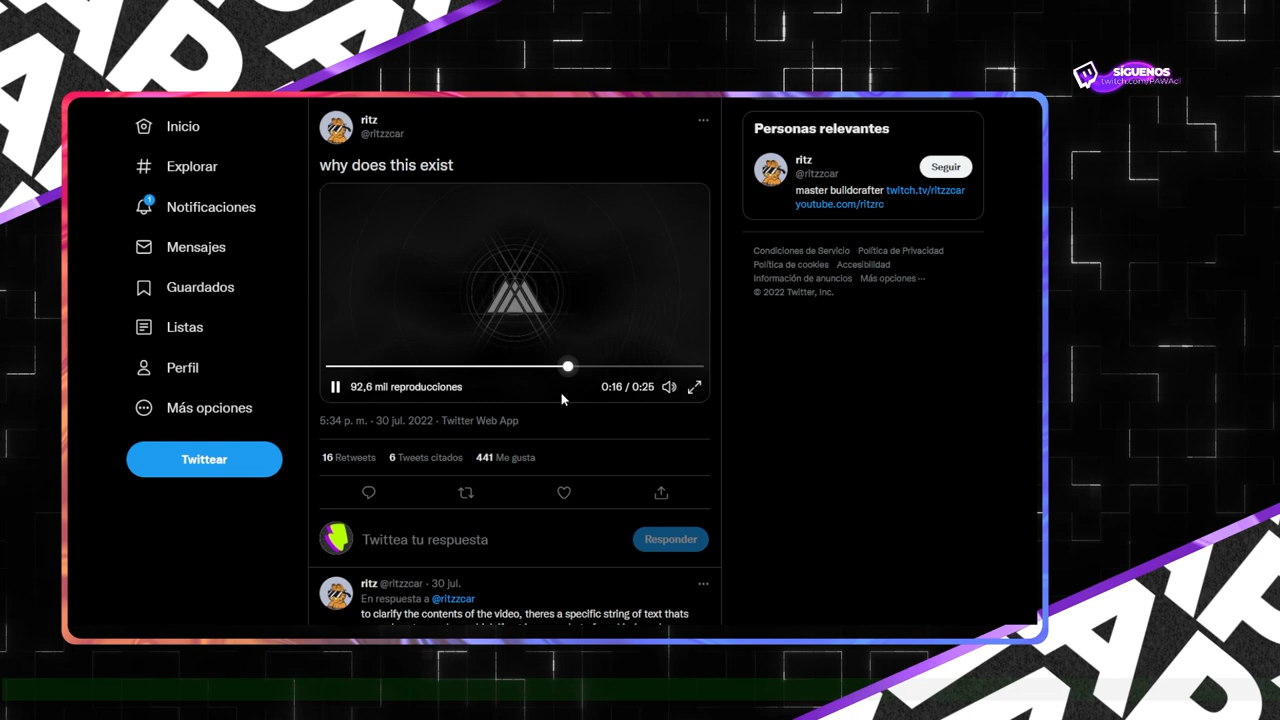 SÍGUENOS
twitch.com/PAWAcl
Inicio
Explorar
1
Notificaciones
Mensajes
Guardados
Listas
Perfil
Más opciones
Twittear
ritz
@ritzzcar
why does this exist
92,6 mil reproducciones
0:16 / 0:25
5:34 p. m. · 30 jul. 2022 · Twitter Web App
16 Retweets 6 Tweets citados 441 Me gusta
Twittea tu respuesta
Responder
ritz @ritzzcar · 30 jul.
En respuesta a @ritzzcar
to clarify the contents of the video, theres a specific string of text thats
Personas relevantes
ritz
@ritzzcar
Seguir
master buildcrafter twitch.tv/ritzzcar
youtube.com/ritzrc
Condiciones de Servicio Política de Privacidad
Política de cookies Accesibilidad
Información de anuncios Más opciones ···
© 2022 Twitter, Inc.